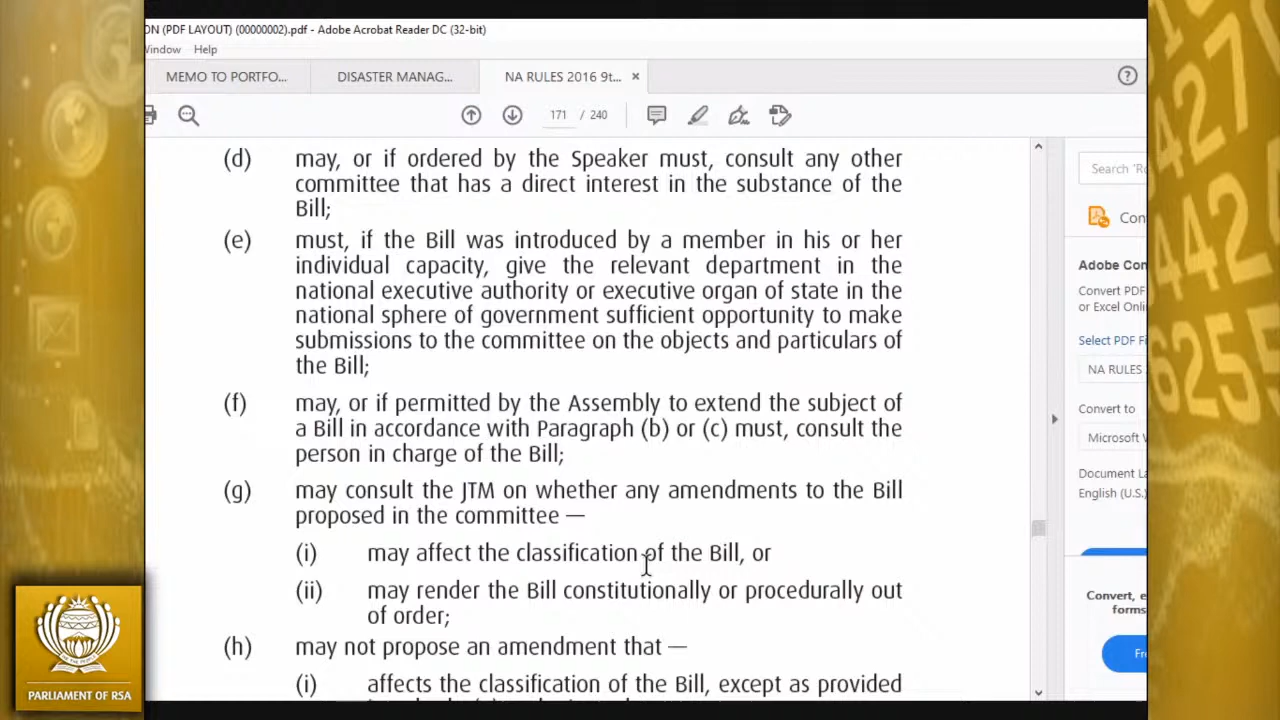 ON (PDF LAYOUT) (00000002).pdf - Adobe Acrobat Reader DC (32-bit)
Window Help
MEMO TO PORTFO...
DISASTER MANAG...
NA RULES 2016 9t...
171 / 240
(d) may, or if ordered by the Speaker must, consult any other
committee that has a direct interest in the substance of the
Bill;
(e) must, if the Bill was introduced by a member in his or her
individual capacity, give the relevant department in the
national executive authority or executive organ of state in the
national sphere of government sufficient opportunity to make
submissions to the committee on the objects and particulars of
the Bill;
(f) may, or if permitted by the Assembly to extend the subject of
a Bill in accordance with Paragraph (b) or (c) must, consult the
person in charge of the Bill;
(g) may consult the JTM on whether any amendments to the Bill
proposed in the committee —
(i) may affect the classification of the Bill, or
(ii) may render the Bill constitutionally or procedurally out
of order;
(h) may not propose an amendment that —
(i) affects the classification of the Bill, except as provided
Search 'Re
Con
Adobe Con
Convert PDF
or Excel Onli
Select PDF Fi
NA RULES
Convert to
Microsoft W
Document La
English (U.S.)
Convert, e
forms
Fre
PARLIAMENT OF RSA
427
442
6255